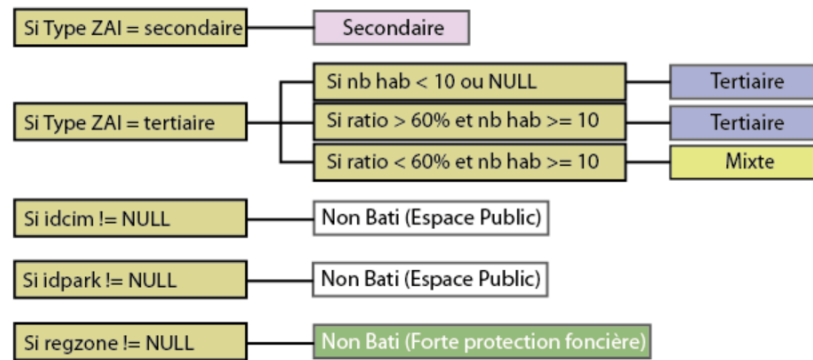 Si Type ZAI = secondaire
Secondaire
Si Type ZAI = tertiaire
Si nb hab < 10 ou NULL
Tertiaire
Si ratio > 60% et nb hab >= 10
Tertiaire
Si ratio < 60% et nb hab >= 10
Mixte
Si idcim != NULL
Non Bati (Espace Public)
Si idpark != NULL
Non Bati (Espace Public)
Si regzone != NULL
Non Bati (Forte protection foncière)